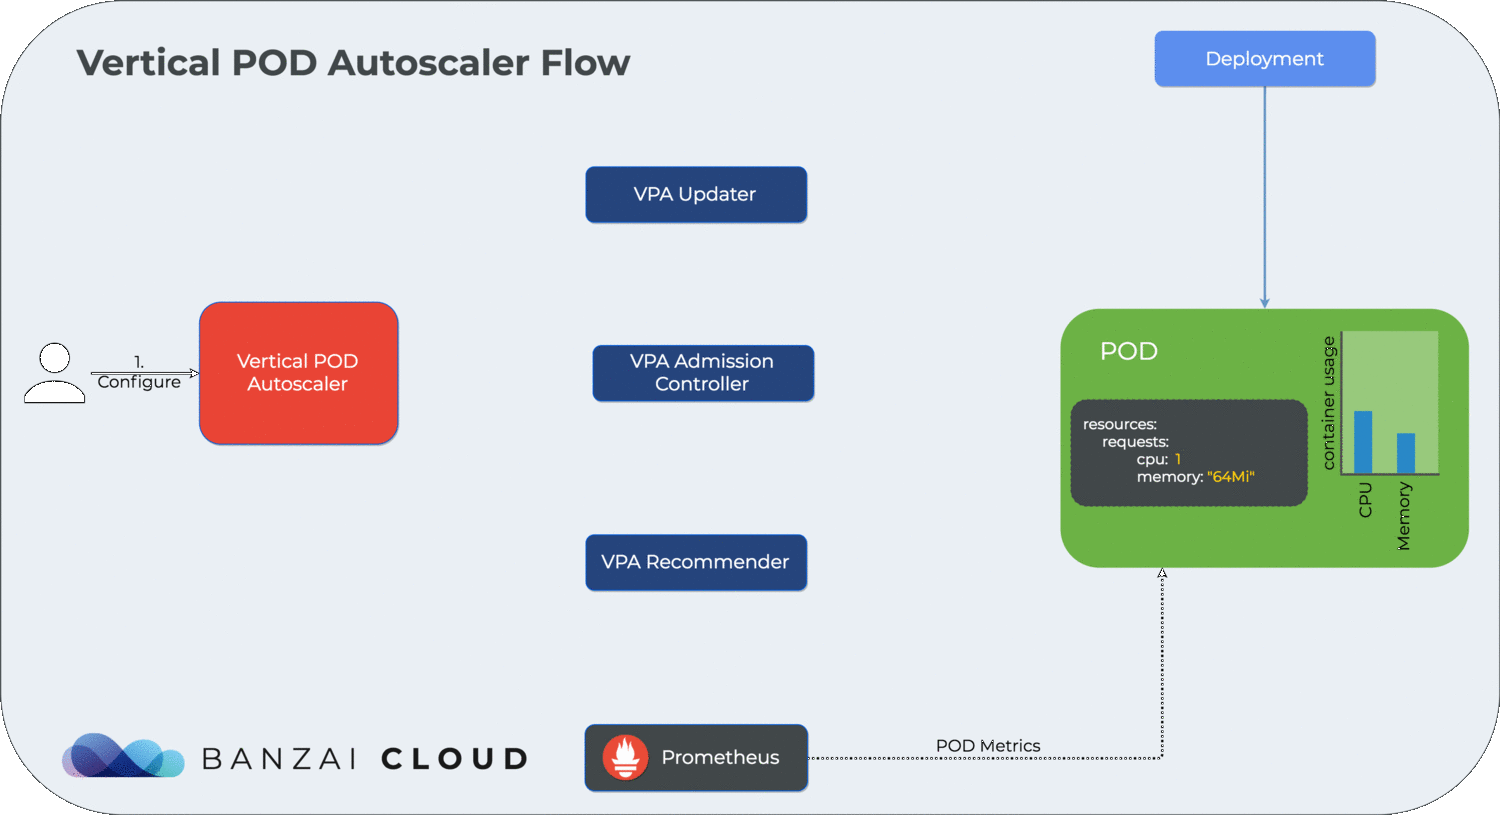 Vertical POD Autoscaler Flow
Deployment
VPA Updater
1.
Configure
Vertical POD
Autoscaler
VPA Admission
Controller
POD
resources:
requests:
cpu: 1
memory: "64Mi"
container usage
CPU
Memory
VPA Recommender
BANZAI CLOUD
Prometheus
POD Metrics